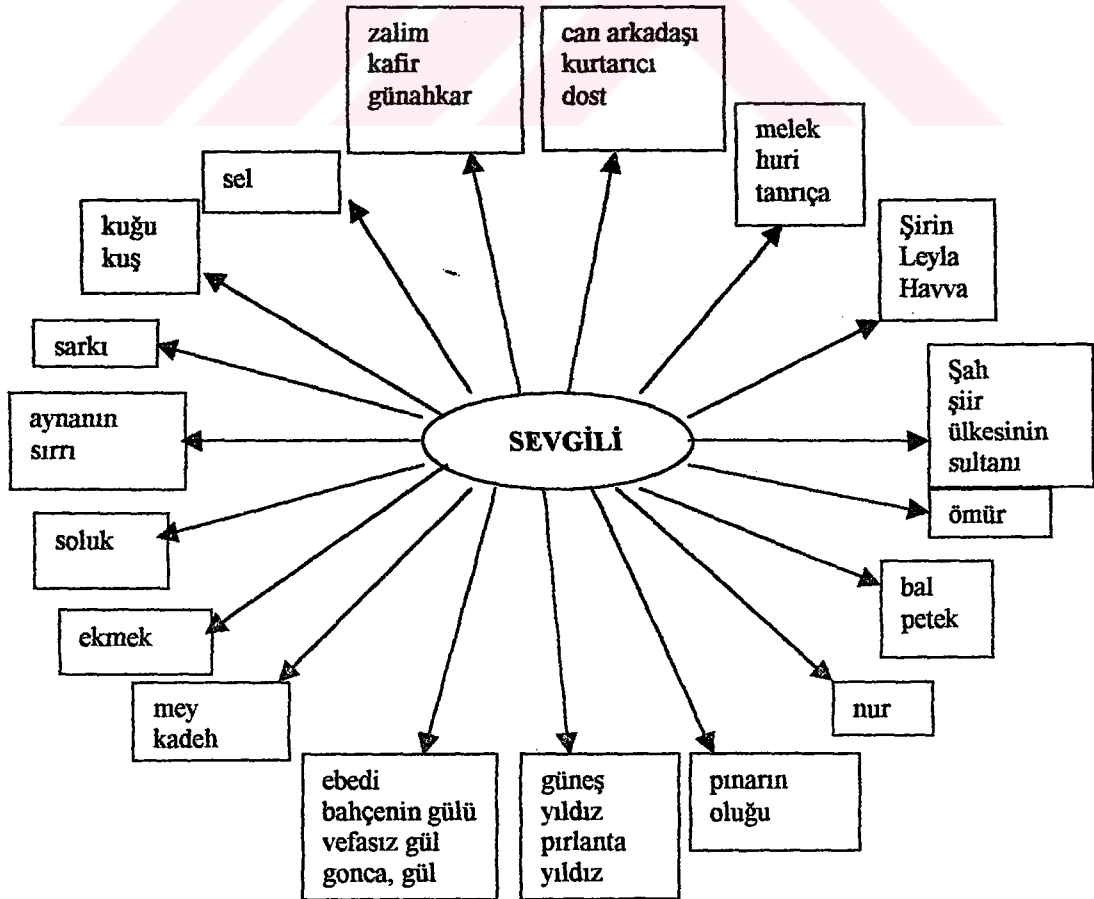 zalim
kafir
günahkar
can arkadaşı
kurtarıcı
dost
melek
huri
tanrıça
sel
kuğu
kuş
Şirin
Leyla
Havva
sarkı
Şah
şiir
ülkesinin
sultanı
aynanın
sırrı
SEVGİLİ
ömür
soluk
bal
petek
ekmek
mey
kadeh
nur
ebedi
bahçenin gülü
vefasız gül
gonca, gül
güneş
yıldız
pırlanta
yıldız
pınarın
oluğu